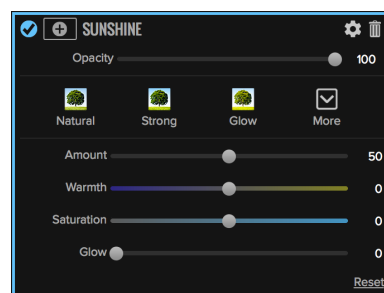 SUNSHINE
Opacity 100
Natural Strong Glow More
Amount 50
Warmth 0
Saturation 0
Glow 0
Reset